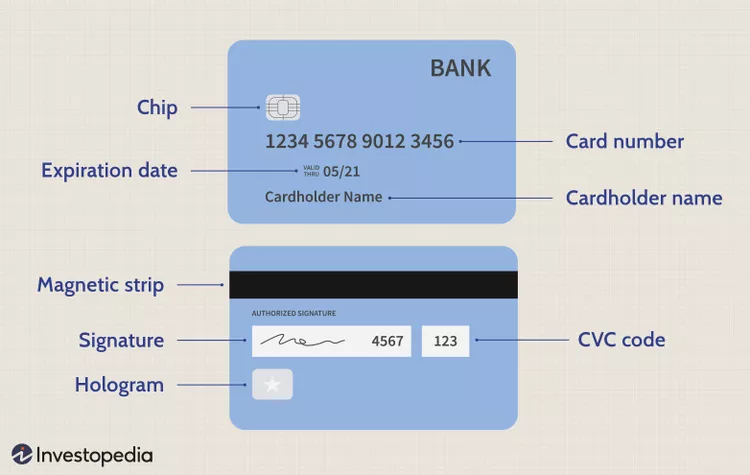 BANK
Chip
1234 5678 9012 3456
Card number
Expiration date
VALID
THRU
05/21
Cardholder Name
Cardholder name
Magnetic strip
AUTHORIZED SIGNATURE
Signature
4567
123
CVC code
Hologram
Investopedia